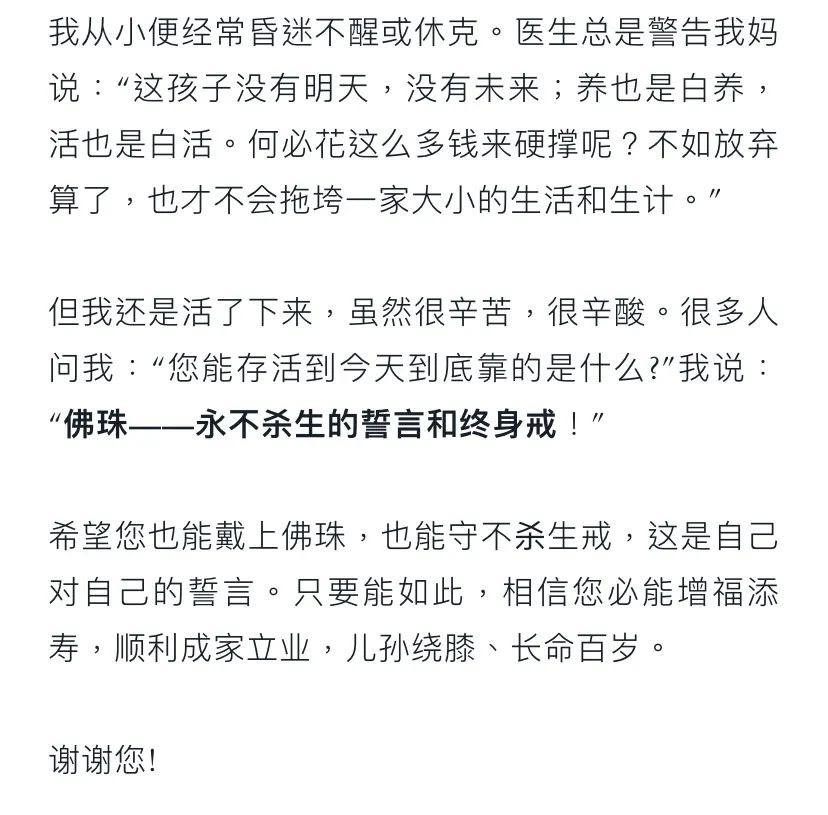 我从小便经常昏迷不醒或休克。医生总是警告我妈
说：“这孩子没有明天，没有未来；养也是白养，
活也是白活。何必花这么多钱来硬撑呢？不如放弃
算了，也才不会拖垮一家大小的生活和生计。”
但我还是活了下来，虽然很辛苦，很辛酸。很多人
问我：“您能存活到今天到底靠的是什么?”我说：
“佛珠——永不杀生的誓言和终身戒！”
希望您也能戴上佛珠，也能守不杀生戒，这是自己
对自己的誓言。只要能如此，相信您必能增福添
寿，顺利成家立业，儿孙绕膝、长命百岁。
谢谢您!